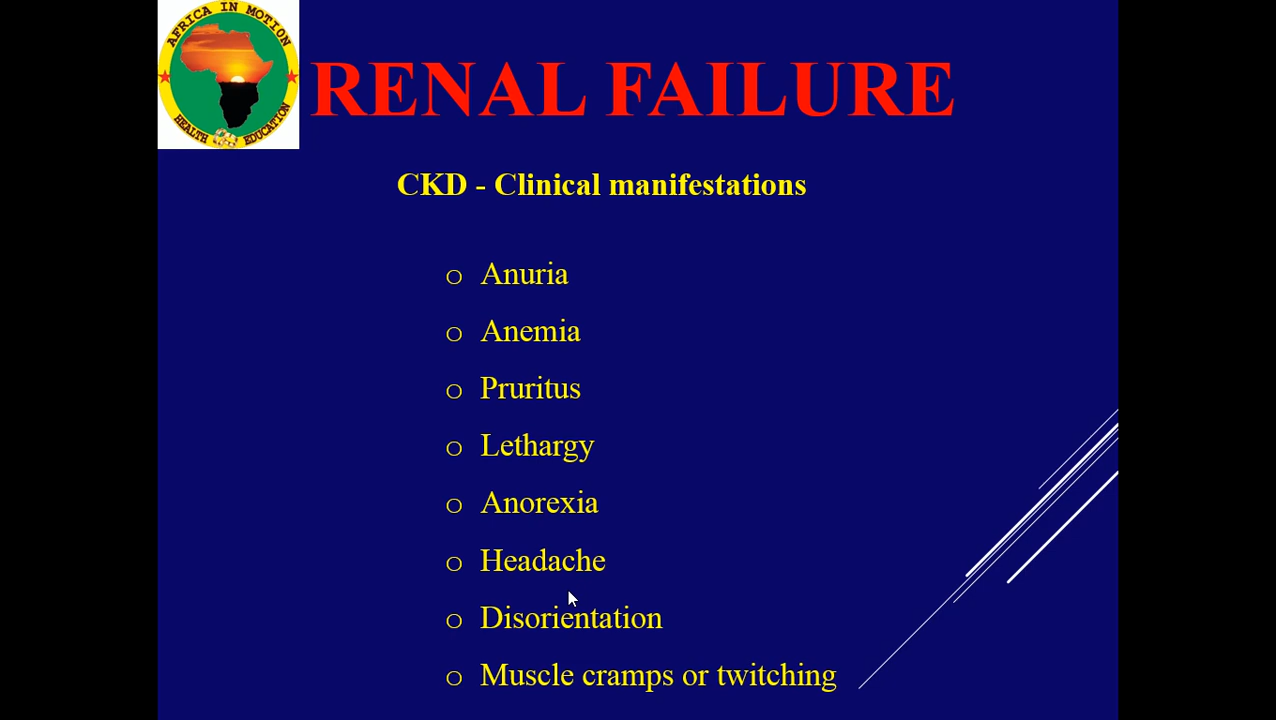 AFRICA IN MOTION
HEALTH EDUCATION
RENAL FAILURE
CKD - Clinical manifestations
o Anuria
o Anemia
o Pruritus
o Lethargy
o Anorexia
o Headache
o Disorientation
o Muscle cramps or twitching